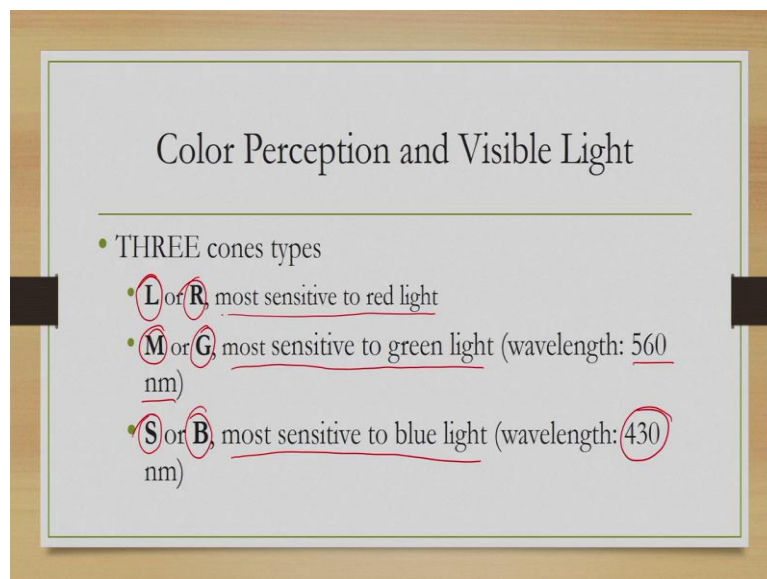 Color Perception and Visible Light
• THREE cones types
• L or R, most sensitive to red light
• M or G, most sensitive to green light (wavelength: 560
nm)
• S or B, most sensitive to blue light (wavelength: 430
nm)